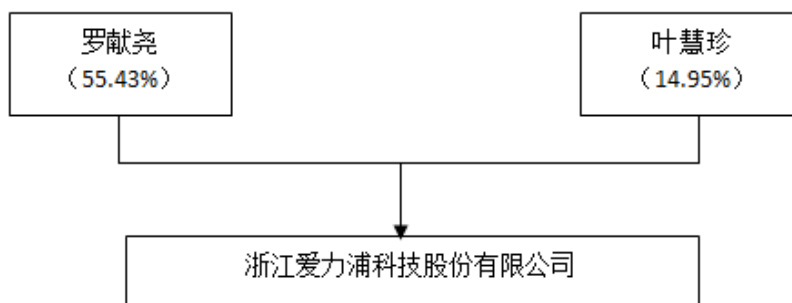 罗献尧
（55.43%）
叶慧珍
（14.95%）
浙江爱力浦科技股份有限公司